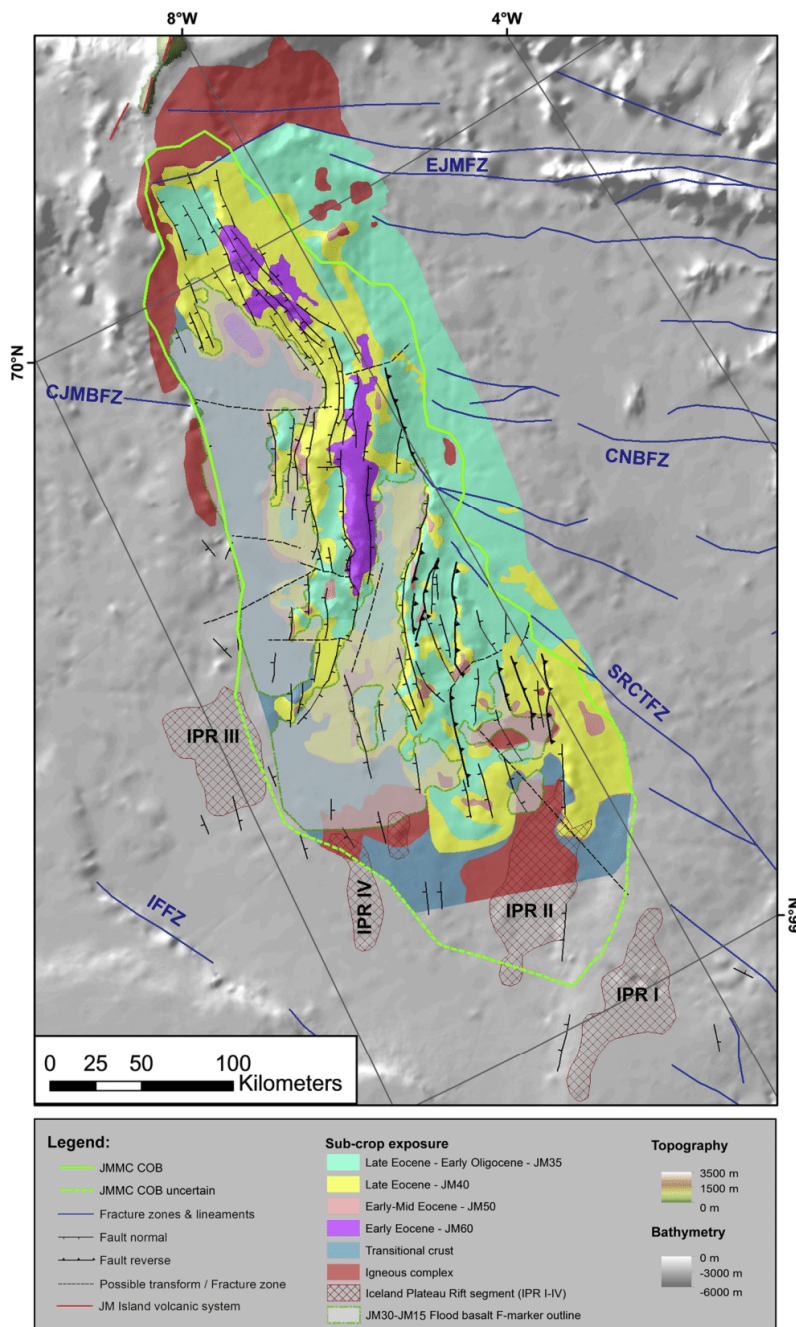 8°W
4°W
EJMFZ
70°N
CJMBFZ
CNBFZ
SRCTFZ
IPR III
IFFZ
IPR IV
IPR II
66°N
IPR I
0 25 50 100
Kilometers
Legend:
JMMC COB
JMMC COB uncertain
Fracture zones & lineaments
Fault normal
Fault reverse
Possible transform / Fracture zone
JM Island volcanic system
Sub-crop exposure
Late Eocene - Early Oligocene - JM35
Late Eocene - JM40
Early-Mid Eocene - JM50
Early Eocene - JM60
Transitional crust
Igneous complex
Iceland Plateau Rift segment (IPR I-IV)
JM30-JM15 Flood basalt F-marker outline
Topography
3500 m
1500 m
0 m
Bathymetry
0 m
-3000 m
-6000 m